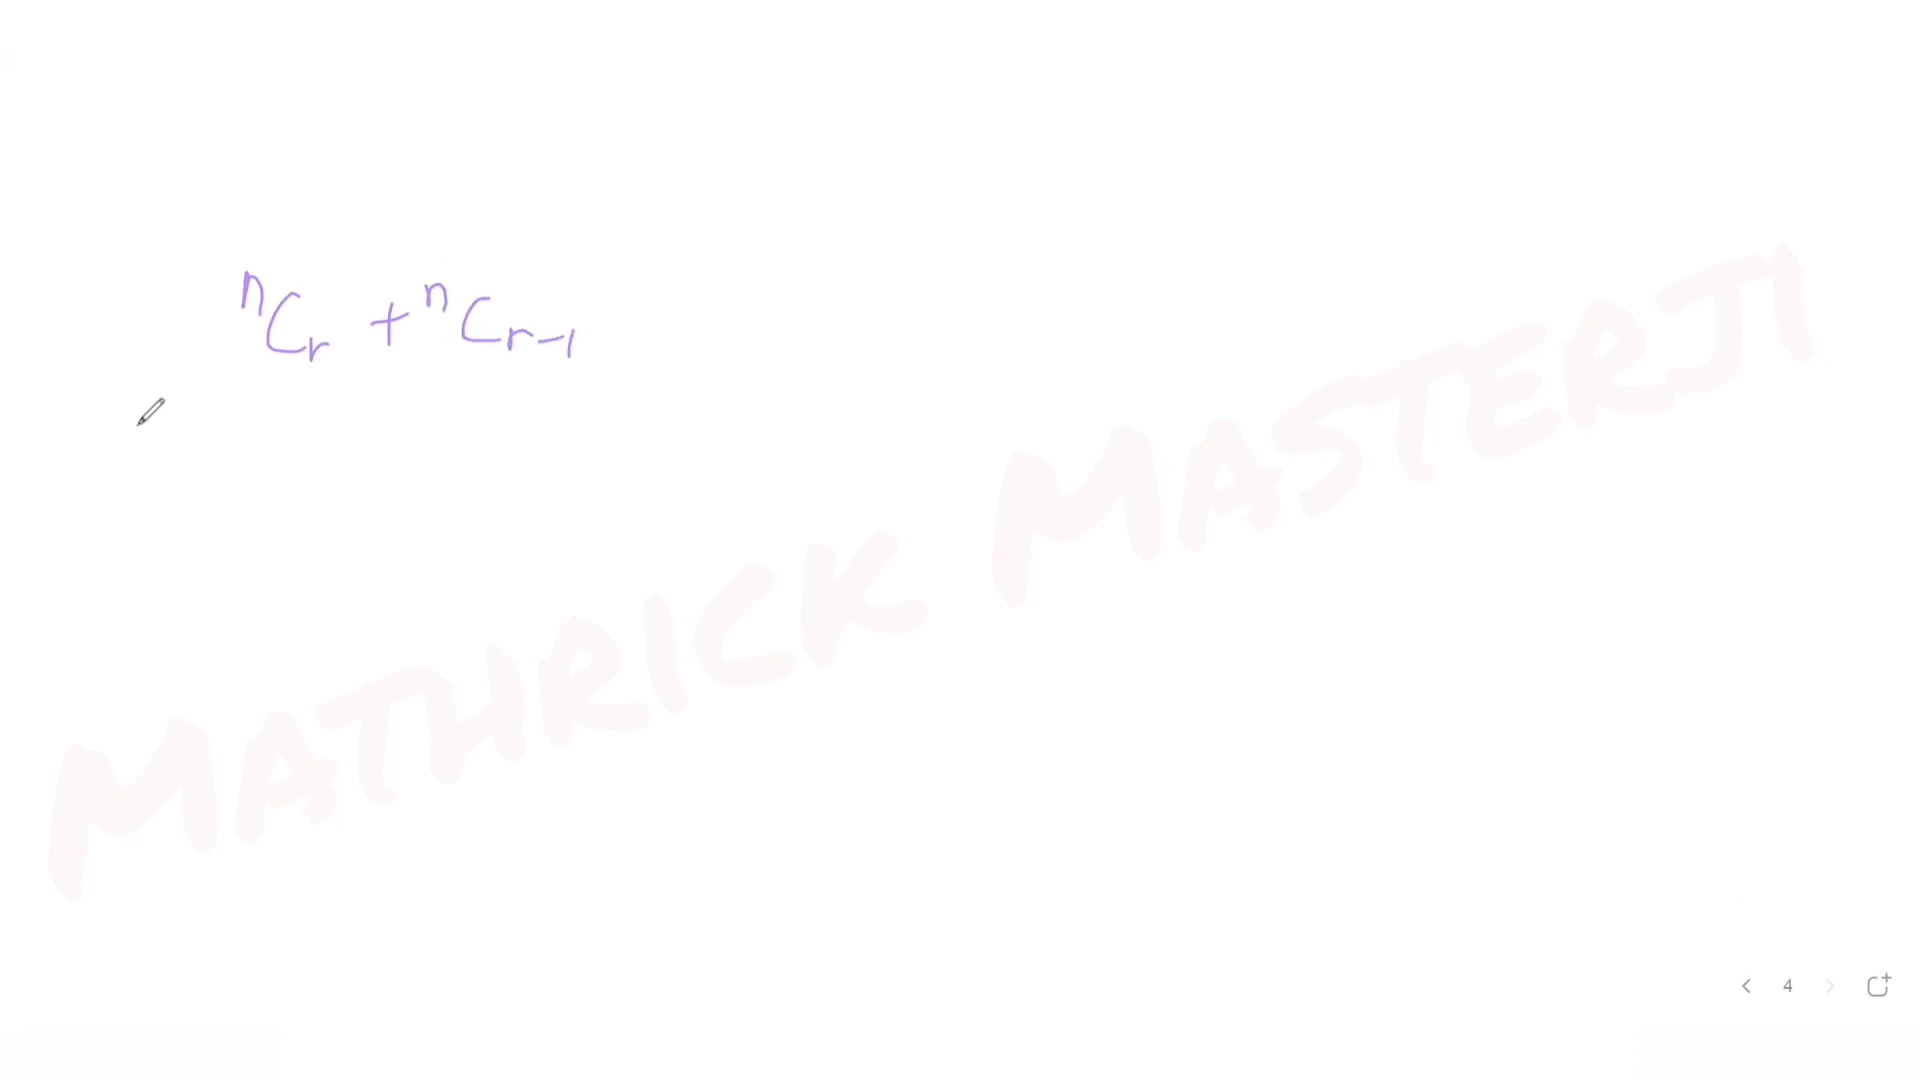 ⁿCᵣ + ⁿCᵣ₋₁
MATHRICK MASTERJI
4